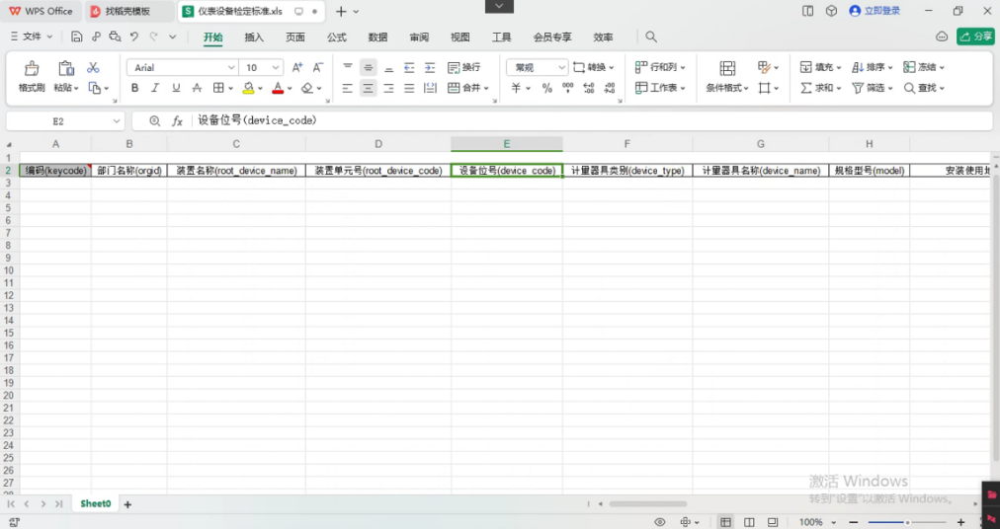 WPS Office 找稻壳模板 仪表设备检定标准.xls 立即登录
文件 开始 插入 页面 公式 数据 审阅 视图 工具 会员专享 效率 分享
Arial 10 换行 常规 转换 行和列 填充 排序 冻结
格式刷 粘贴 合并 工作表 条件格式 求和 筛选 查找
E2 fx 设备位号(device_code)
A B C D E F G H
1
2 编码(keycode) 部门名称(orgid) 装置名称(root_device_name) 装置单元号(root_device_code) 设备位号(device_code) 计量器具类别(device_type) 计量器具名称(device_name) 规格型号(model) 安装使用
3
4
5
6
7
8
9
10
11
12
13
14
15
16
17
18
19
20
21
22
23
24
25
26
27
激活 Windows
转到"设置"以激活 Windows。
Sheet0
100%